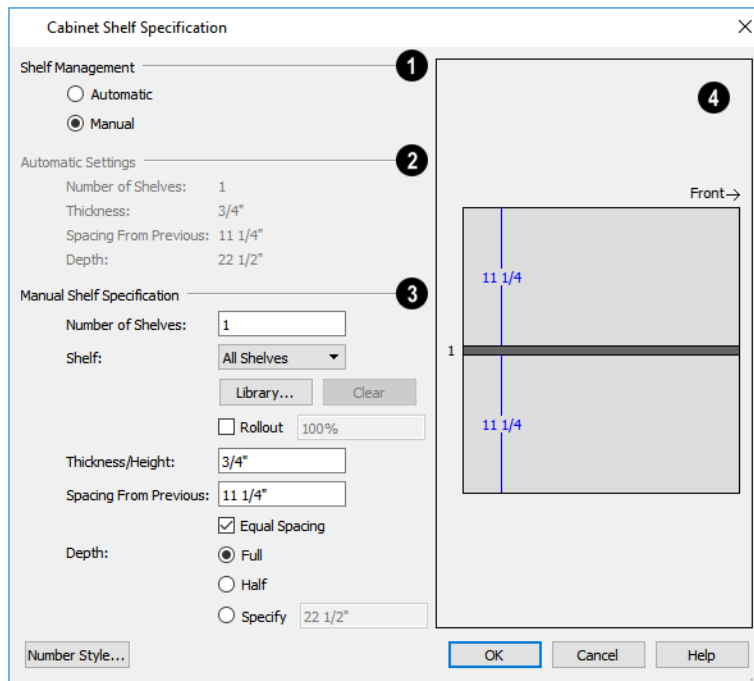 Cabinet Shelf Specification
Shelf Management 1
Automatic
Manual
Automatic Settings 2
Number of Shelves: 1
Thickness: 3/4"
Spacing From Previous: 11 1/4"
Depth: 22 1/2"
Manual Shelf Specification 3
Number of Shelves: 1
Shelf: All Shelves
Library... Clear
Rollout 100%
Thickness/Height: 3/4"
Spacing From Previous: 11 1/4"
Equal Spacing
Depth: Full
Half
Specify 22 1/2"
4
Front→
11 1/4
1
11 1/4
Number Style... OK Cancel Help